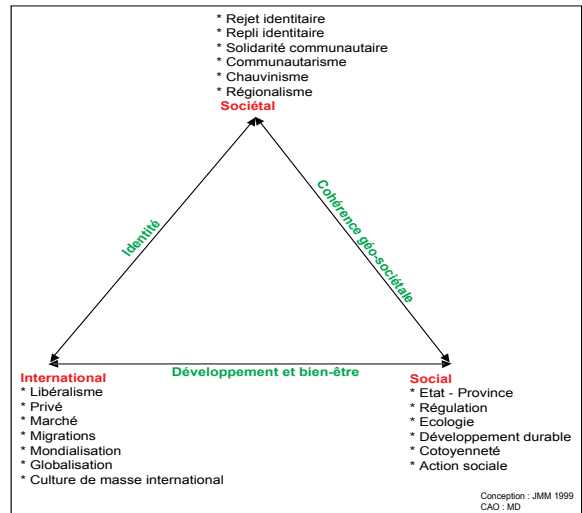 * Rejet identitaire
* Repli identitaire
* Solidarité communautaire
* Communautarisme
* Chauvinisme
* Régionalisme
Sociétal
Identité
Cohérence géo-sociétale
Développement et bien-être
International
* Libéralisme
* Privé
* Marché
* Migrations
* Mondialisation
* Globalisation
* Culture de masse international
Social
* Etat - Province
* Régulation
* Ecologie
* Développement durable
* Cotoyenneté
* Action sociale
Conception : JMM 1999
CAO : MD